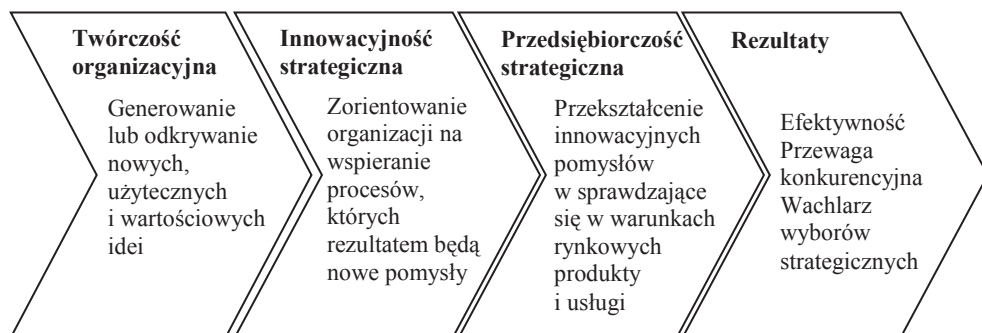 Twórczość
organizacyjna
Generowanie
lub odkrywanie
nowych,
użytecznych
i wartościowych
idei
Innowacyjność
strategiczna
Zorientowanie
organizacji na
wspieranie
procesów,
których
rezultatem będą
nowe pomysły
Przedsiębiorczość
strategiczna
Przekształcenie
innowacyjnych
pomysłów
w sprawdzające
się w warunkach
rynkowych
produkty
i usługi
Rezultaty
Efektywność
Przewaga
konkurencyjna
Wachlarz
wyborów
strategicznych